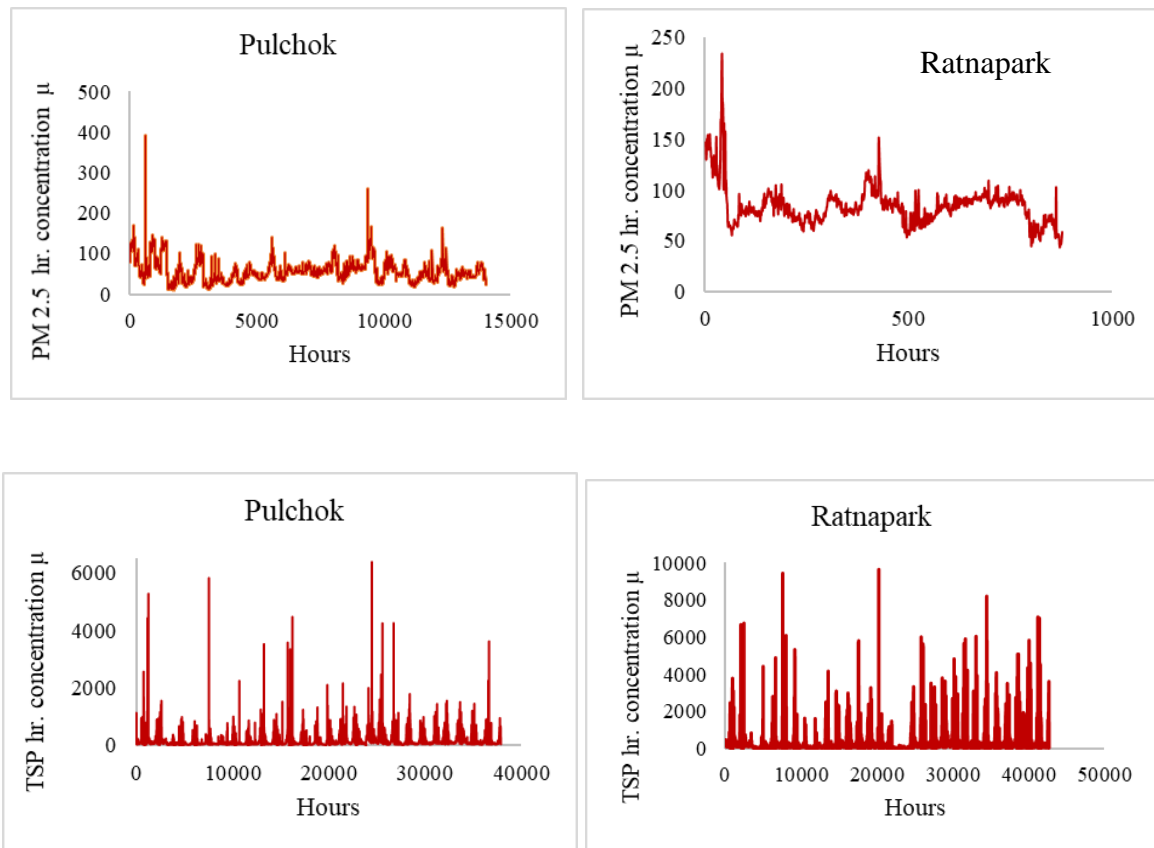 Pulchok
PM 2.5 hr. concentration µ
500
400
300
200
100
0
0 5000 10000 15000
Hours
Ratnapark
PM 2.5 hr. concentration µ
250
200
150
100
50
0
0 500 1000
Hours
Pulchok
TSP hr. concentration µ
6000
4000
2000
0
0 10000 20000 30000 40000
Hours
Ratnapark
TSP hr. concentration µ
10000
8000
6000
4000
2000
0
0 10000 20000 30000 40000 50000
Hours